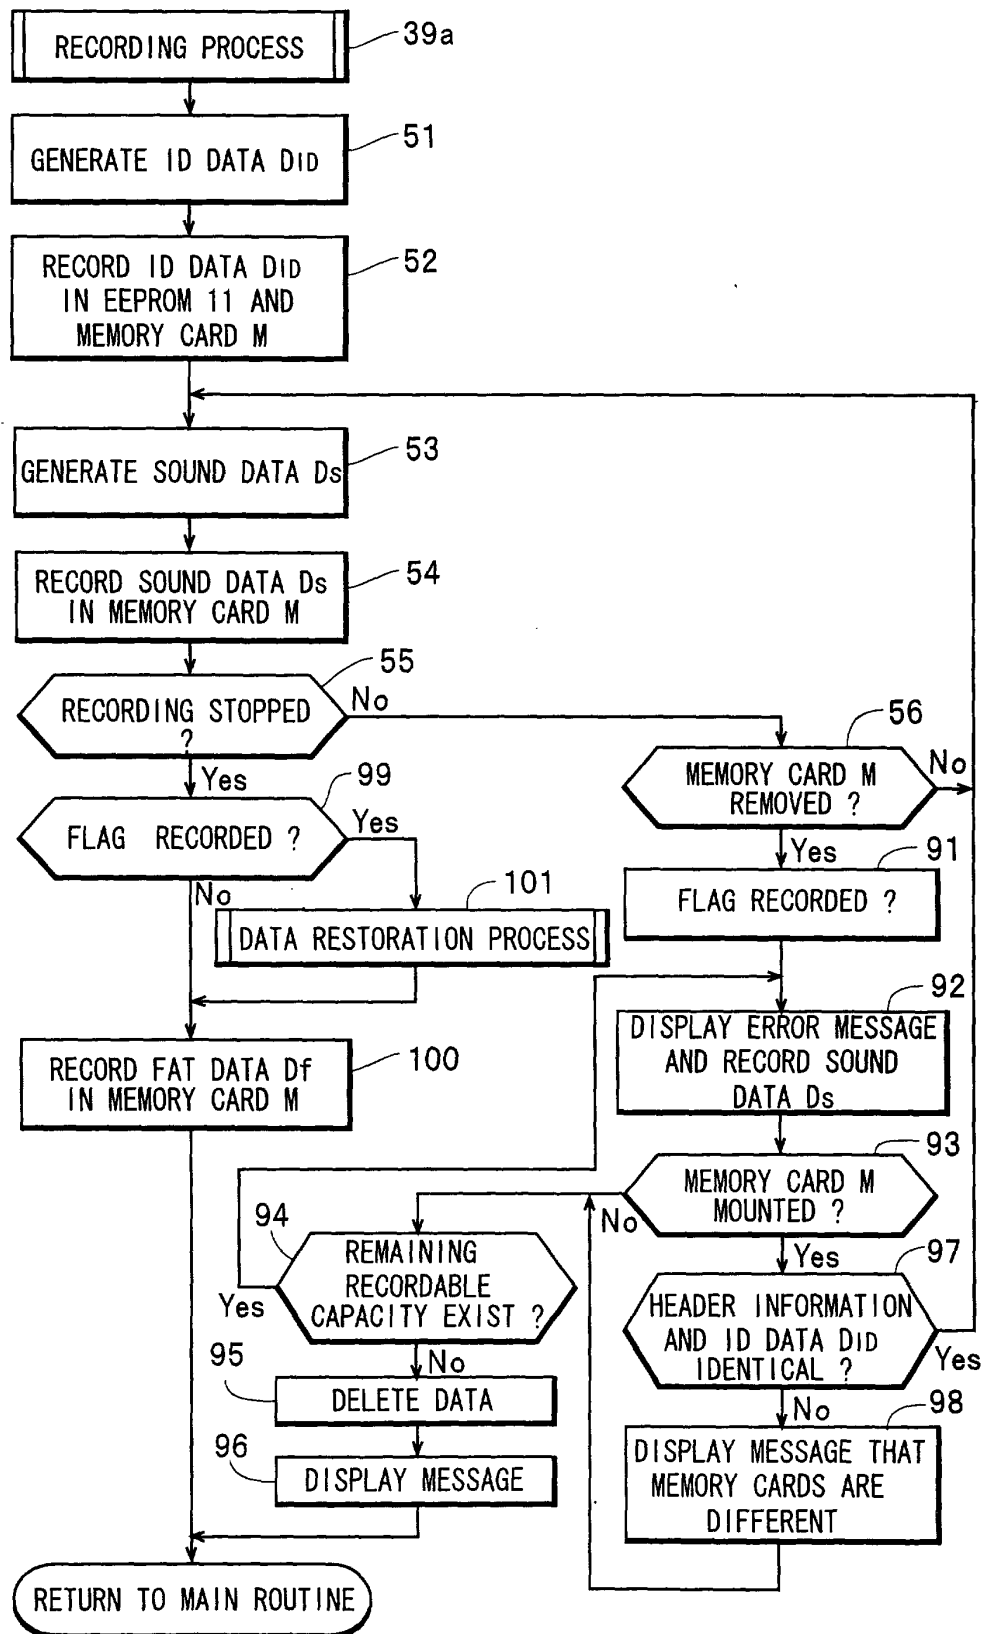 RECORDING PROCESS
39a
GENERATE ID DATA DID
51
RECORD ID DATA DID
IN EEPROM 11 AND
MEMORY CARD M
52
GENERATE SOUND DATA Ds
53
RECORD SOUND DATA Ds
IN MEMORY CARD M
54
RECORDING STOPPED
?
55
No
Yes
MEMORY CARD M
REMOVED ?
56
No
Yes
FLAG RECORDED ?
99
Yes
No
FLAG RECORDED ?
91
DATA RESTORATION PROCESS
101
DISPLAY ERROR MESSAGE
AND RECORD SOUND
DATA Ds
92
RECORD FAT DATA Df
IN MEMORY CARD M
100
MEMORY CARD M
MOUNTED ?
93
No
Yes
REMAINING
RECORDABLE
CAPACITY EXIST ?
94
Yes
No
HEADER INFORMATION
AND ID DATA DID
IDENTICAL ?
97
Yes
No
DELETE DATA
95
DISPLAY MESSAGE
96
DISPLAY MESSAGE THAT
MEMORY CARDS ARE
DIFFERENT
98
RETURN TO MAIN ROUTINE